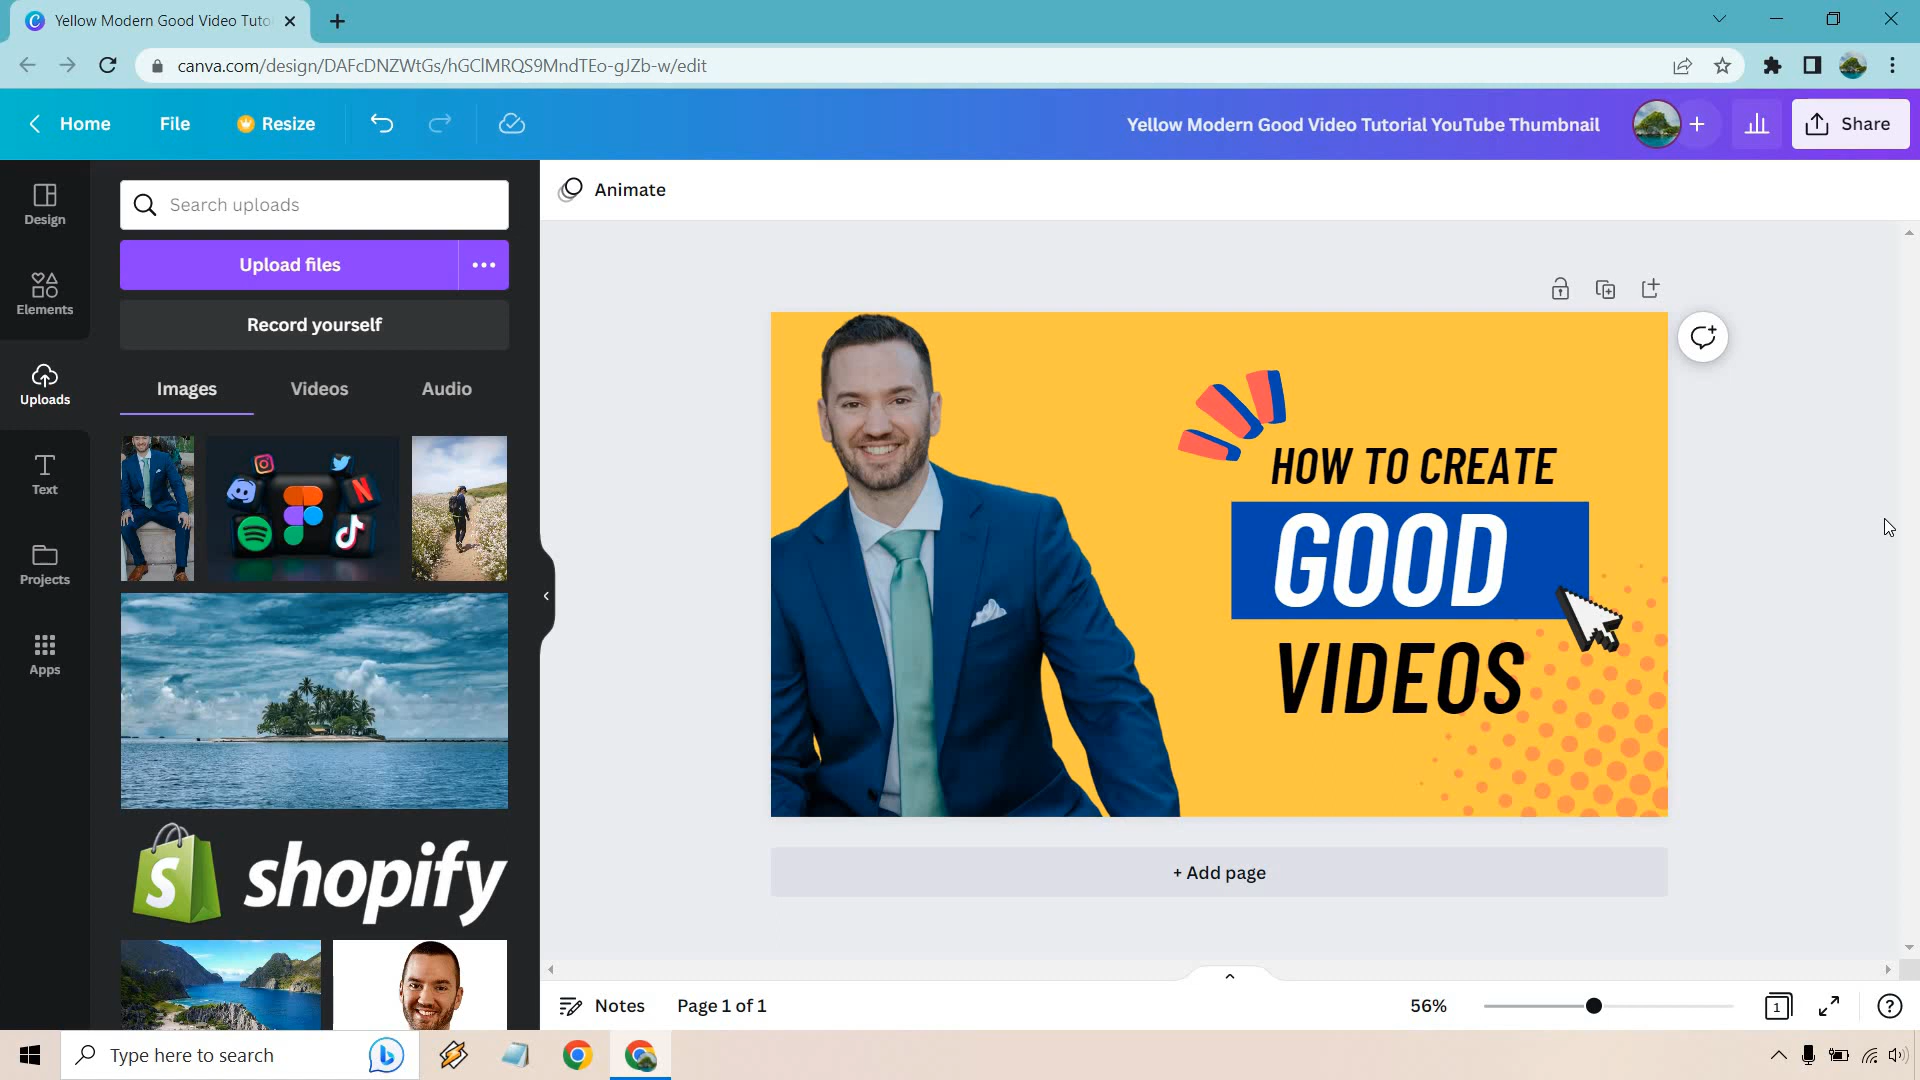 Yellow Modern Good Video Tuto
canva.com/design/DAFcDNZWtGs/hGClMRQS9MndTEo-gJZb-w/edit
Home
File
Resize
Yellow Modern Good Video Tutorial YouTube Thumbnail
Share
Design
Elements
Uploads
Text
Projects
Apps
Search uploads
Upload files
Record yourself
Images
Videos
Audio
shopify
Animate
HOW TO CREATE
GOOD
VIDEOS
+ Add page
Notes
Page 1 of 1
56%
1
Type here to search